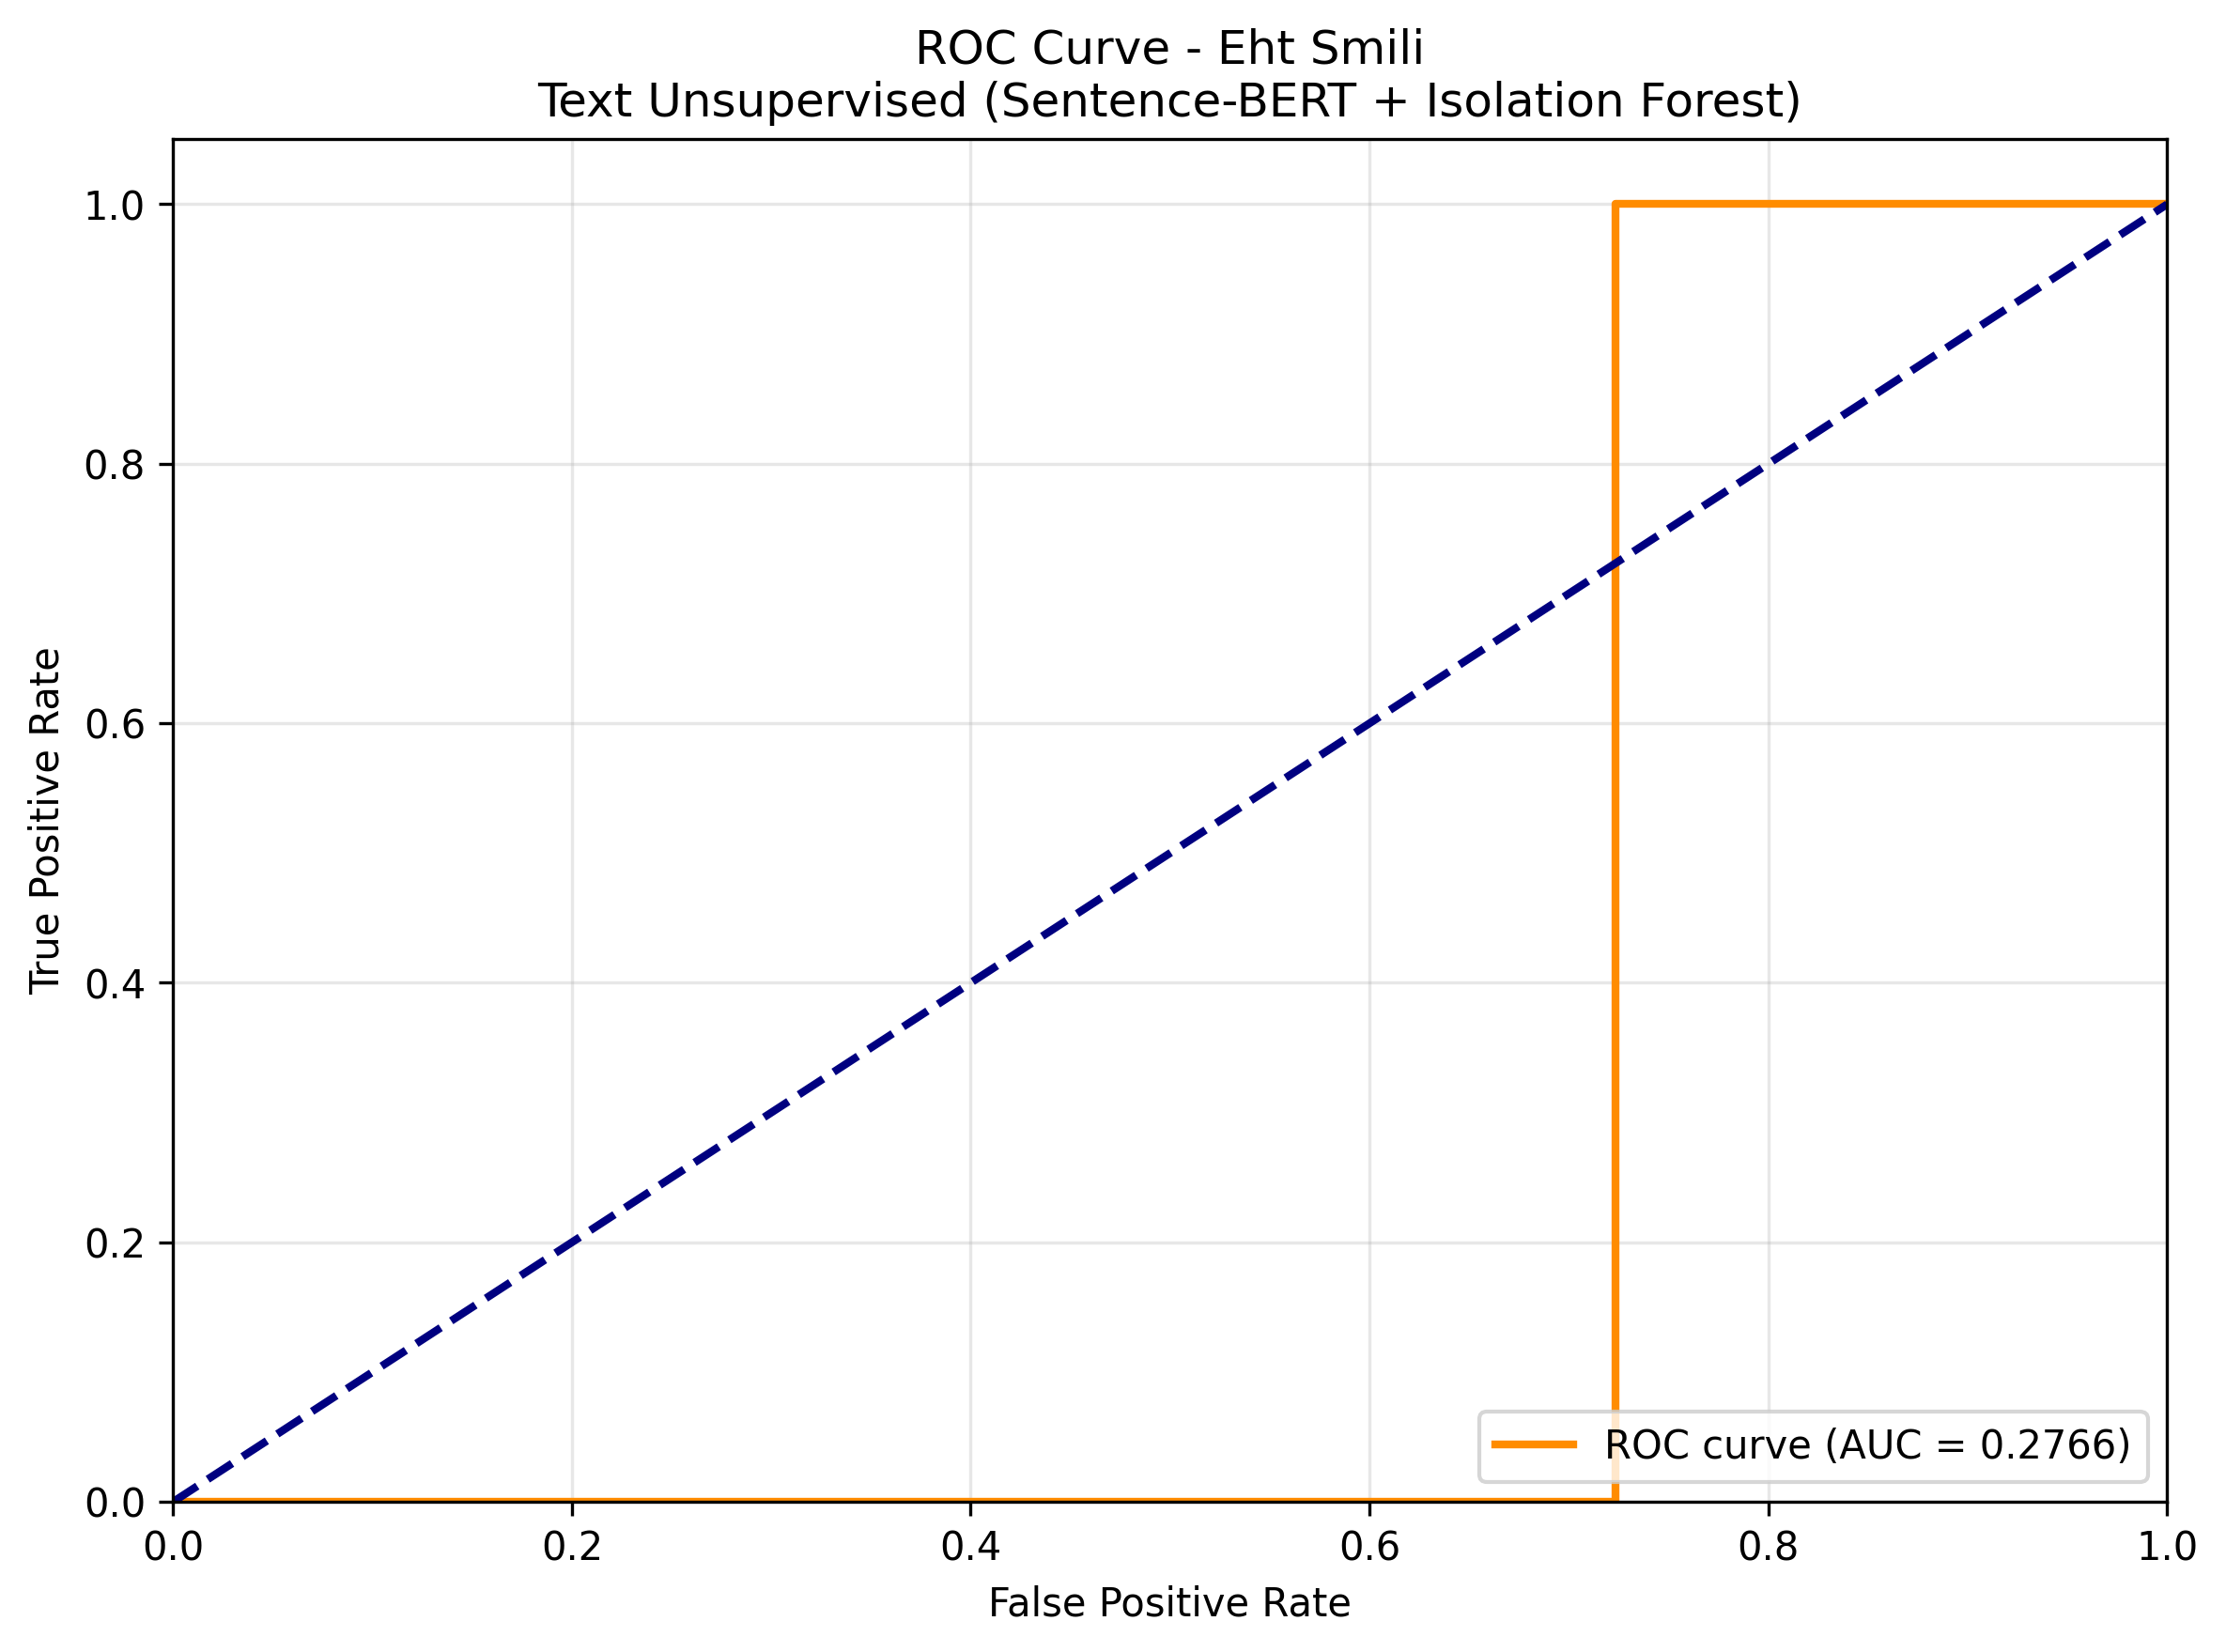 ROC Curve - Eht Smili
Text Unsupervised (Sentence-BERT + Isolation Forest)
True Positive Rate
1.0
0.8
0.6
0.4
0.2
0.0
ROC curve (AUC = 0.2766)
0.0 0.2 0.4 0.6 0.8 1.0
False Positive Rate